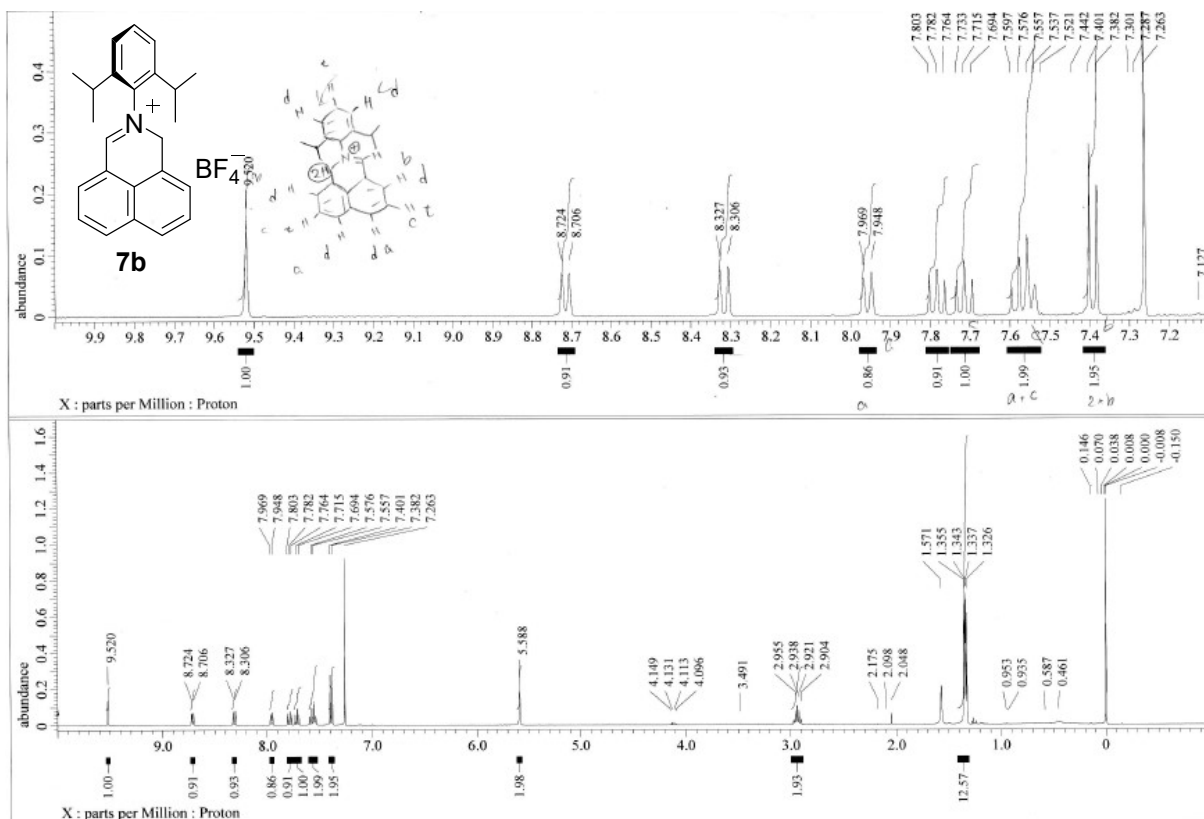 7.803
7.782
7.764
7.733
7.715
7.694
7.597
7.576
7.557
7.537
7.521
7.442
7.401
7.382
7.301
7.287
7.263
N
+
BF4−
7b
d H
H d
N
+
H
2H
b
d
d
c
c t
a
d
d a
9.520
8.724
8.706
8.327
8.306
7.969
7.948
7.127
abundance
0 0.1 0.2 0.3 0.4
9.9 9.8 9.7 9.6 9.5 9.4 9.3 9.2 9.1 9.0 8.9 8.8 8.7 8.6 8.5 8.4 8.3 8.2 8.1 8.0 7.9 7.8 7.7 7.6 7.5 7.4 7.3 7.2
1.00 0.91 0.93 0.86 0.91 1.00 1.99 1.95
a
a + c
X : parts per Million : Proton
abundance
0 0.2 0.4 0.6 0.8 1.0 1.2 1.4 1.6
9.520
8.724
8.706
8.327
8.306
7.969
7.948
7.803
7.782
7.764
7.715
7.694
7.576
7.557
7.401
7.382
7.263
5.588
4.149
4.131
4.113
4.096
3.491
2.955
2.938
2.921
2.904
2.175
2.098
2.048
1.571
1.355
1.343
1.337
1.326
0.953
0.935
0.587
0.461
0.146
0.070
0.038
0.008
0.000
-0.008
-0.150
9.0 8.0 7.0 6.0 5.0 4.0 3.0 2.0 1.0 0
1.00 0.91 0.93 0.86 0.91 1.00 1.99 1.95 1.98 1.93 12.57
X : parts per Million : Proton